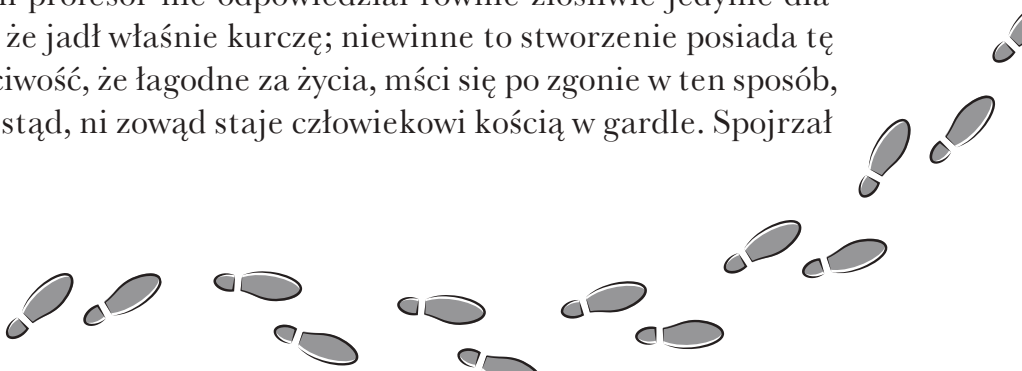 profesor nie odpowiedział równie złośliwie jedynie dla
że jadł właśnie kurczę; niewinne to stworzenie posiada tę
ciwość, że łagodne za życia, mści się po zgonie w ten sposób,
stąd, ni zowąd staje człowiekowi kością w gardle. Spojrzał